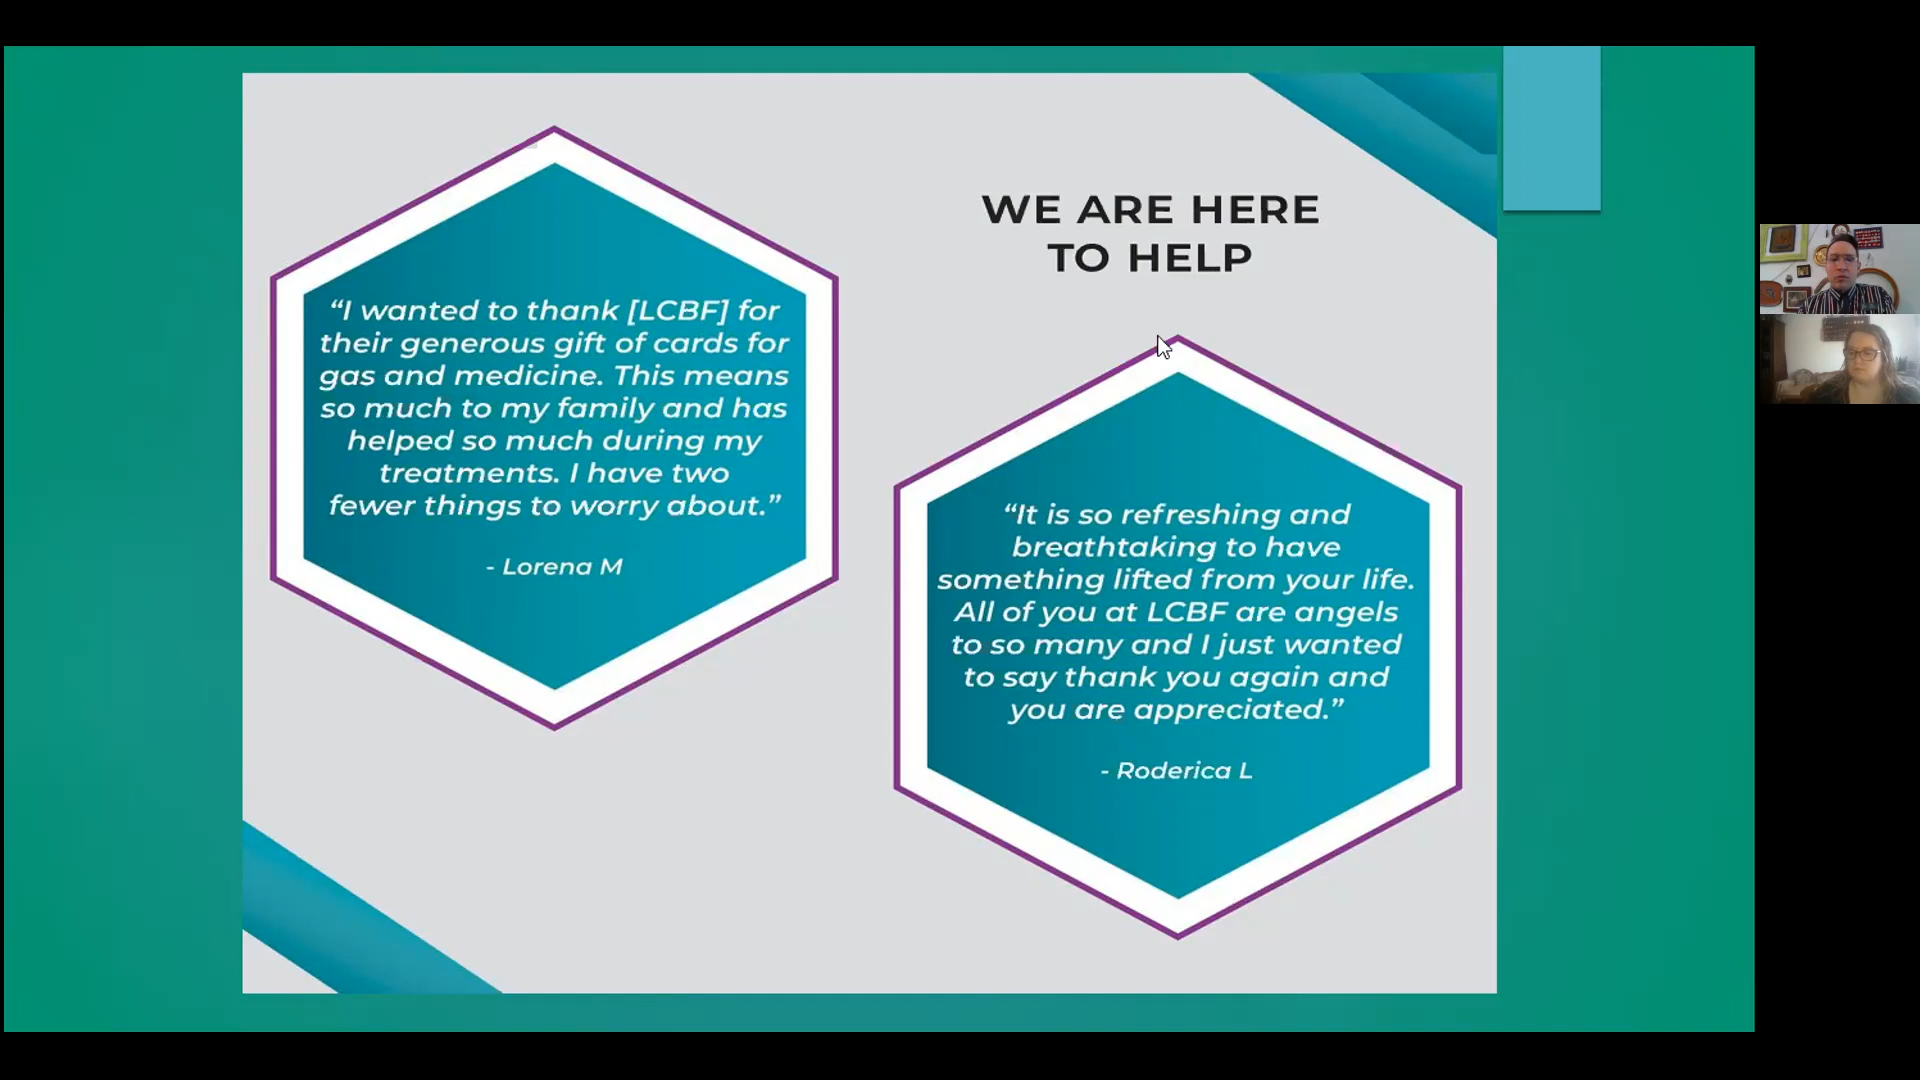 WE ARE HERE
TO HELP
“I wanted to thank [LCBF] for
their generous gift of cards for
gas and medicine. This means
so much to my family and has
helped so much during my
treatments. I have two
fewer things to worry about.”
- Lorena M
“It is so refreshing and
breathtaking to have
something lifted from your life.
All of you at LCBF are angels
to so many and I just wanted
to say thank you again and
you are appreciated.”
- Roderica L